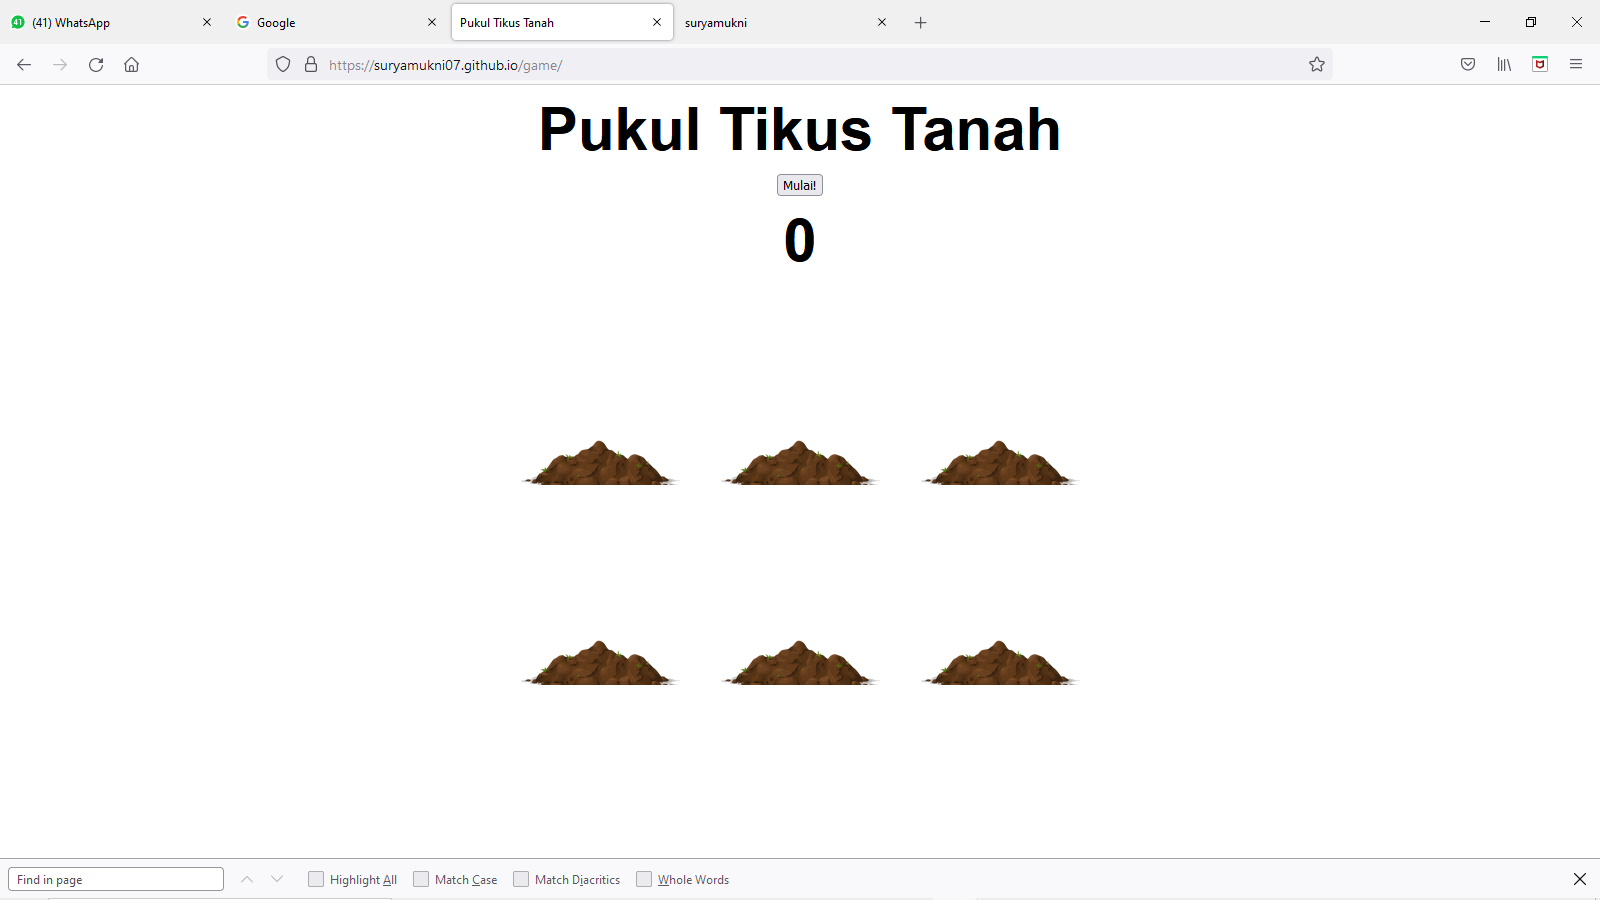 (41) WhatsApp
Google
Pukul Tikus Tanah
suryamukni
https://suryamukni07.github.io/game/
Pukul Tikus Tanah
Mulai!
0
Find in page
Highlight All
Match Case
Match Diacritics
Whole Words